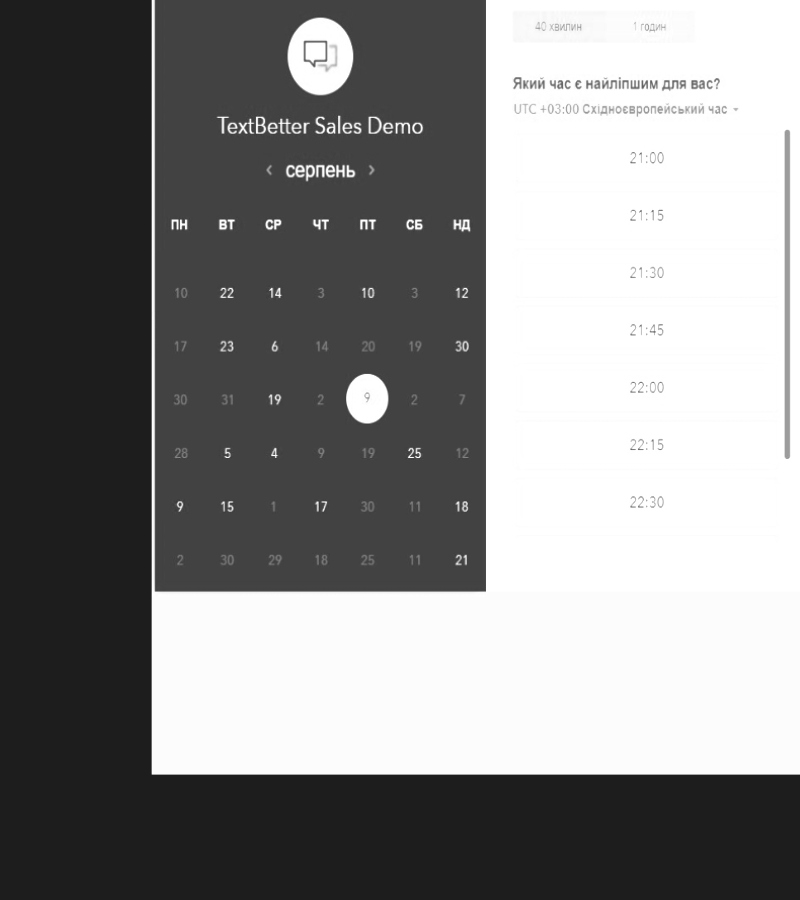 TextBetter Sales Demo
‹ серпень ›
ПН ВТ СР ЧТ ПТ СБ НД
10 22 14 3 10 3 12
17 23 6 14 20 19 30
30 31 19 2 9 2 7
28 5 4 9 19 25 12
9 15 1 17 30 11 18
2 30 29 18 25 11 21
40 хвилин 1 годин
Який час є найліпшим для вас?
UTC +03:00 Східноєвропейський час
21:00
21:15
21:30
21:45
22:00
22:15
22:30